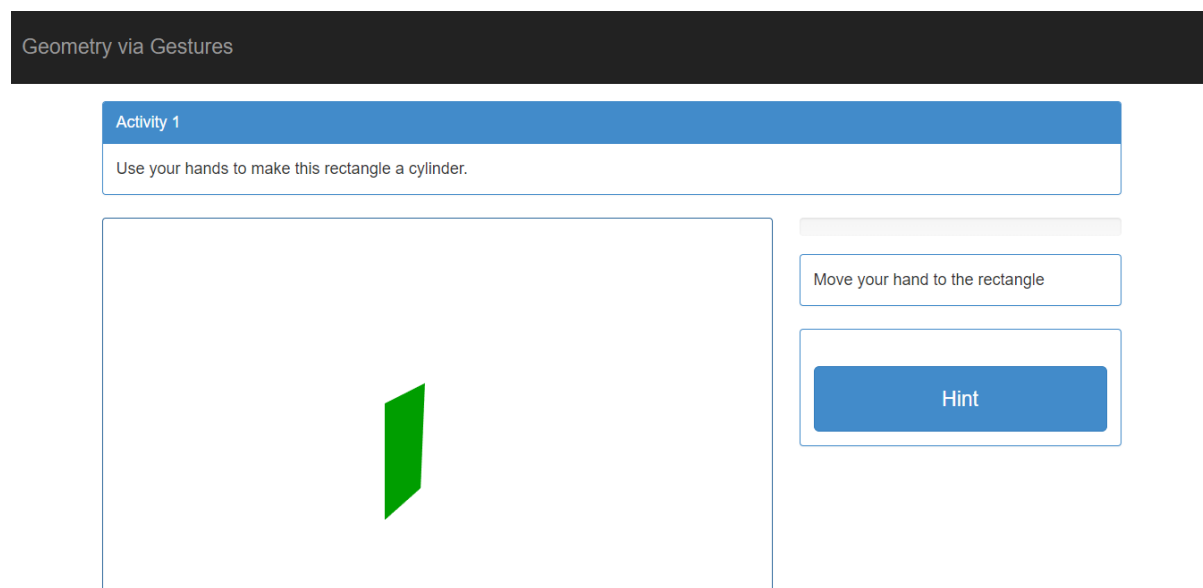 Geometry via Gestures
Activity 1
Use your hands to make this rectangle a cylinder.
Move your hand to the rectangle
Hint